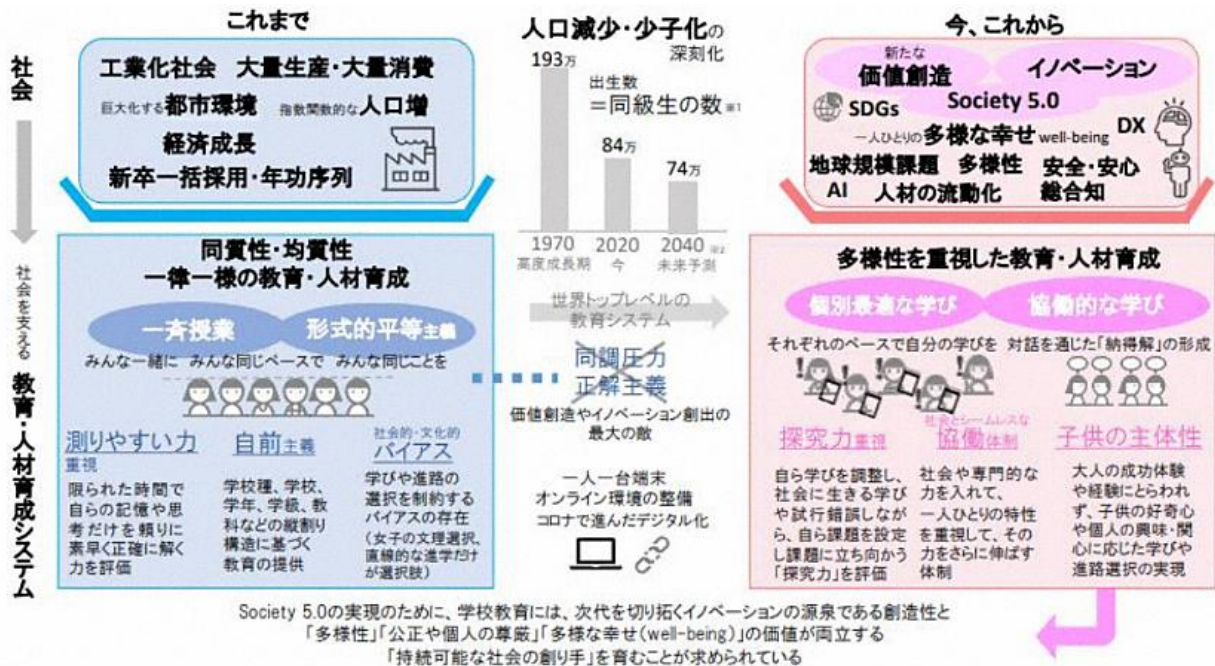 これまで
社会
工業化社会　大量生産・大量消費
巨大化する都市環境　指数関数的な人口増
経済成長
新卒一括採用・年功序列
人口減少・少子化の
深刻化
193万
出生数
＝同級生の数 ※1
84万
74万
1970
2020
2040 ※2
高度成長期
今
未来予測
今、これから
新たな
価値創造
イノベーション
SDGs
Society 5.0
一人ひとりの多様な幸せ well-being
DX
地球規模課題　多様性　安全・安心
AI　人材の流動化　総合知
社会を支える
教育・人材育成システム
同質性・均質性
一律一様の教育・人材育成
一斉授業
形式的平等主義
みんな一緒に　みんな同じペースで　みんな同じことを
測りやすい力
重視
限られた時間で
自らの記憶や思
考だけを頼りに
素早く正確に解く
力を評価
自前主義
学校種、学校、
学年、学級、教
科などの縦割り
構造に基づく
教育の提供
社会的・文化的
バイアス
学びや進路の
選択を制約する
バイアスの存在
（女子の文理選択、
直線的な進学だけ
が選択肢）
世界トップレベルの
教育システム
同調圧力
正解主義
価値創造やイノベーション創出の
最大の敵
一人一台端末
オンライン環境の整備
コロナで進んだデジタル化
多様性を重視した教育・人材育成
個別最適な学び
協働的な学び
それぞれのペースで自分の学びを
対話を通じた「納得解」の形成
探究力重視
自ら学びを調整し、
社会に生きる学び
や試行錯誤しなが
ら、自ら課題を設定
し課題に立ち向かう
「探究力」を評価
社会とシームレスな
協働体制
社会や専門的な
力を入れて、
一人ひとりの特性
を重視して、その
力をさらに伸ばす
体制
子供の主体性
大人の成功体験
や経験にとらわれ
ず、子供の好奇心
や個人の興味・関
心に応じた学びや
進路選択の実現
Society 5.0の実現のために、学校教育には、次代を切り拓くイノベーションの源泉である創造性と
「多様性」「公正や個人の尊厳」「多様な幸せ（well-being）」の価値が両立する
「持続可能な社会の創り手」を育むことが求められている